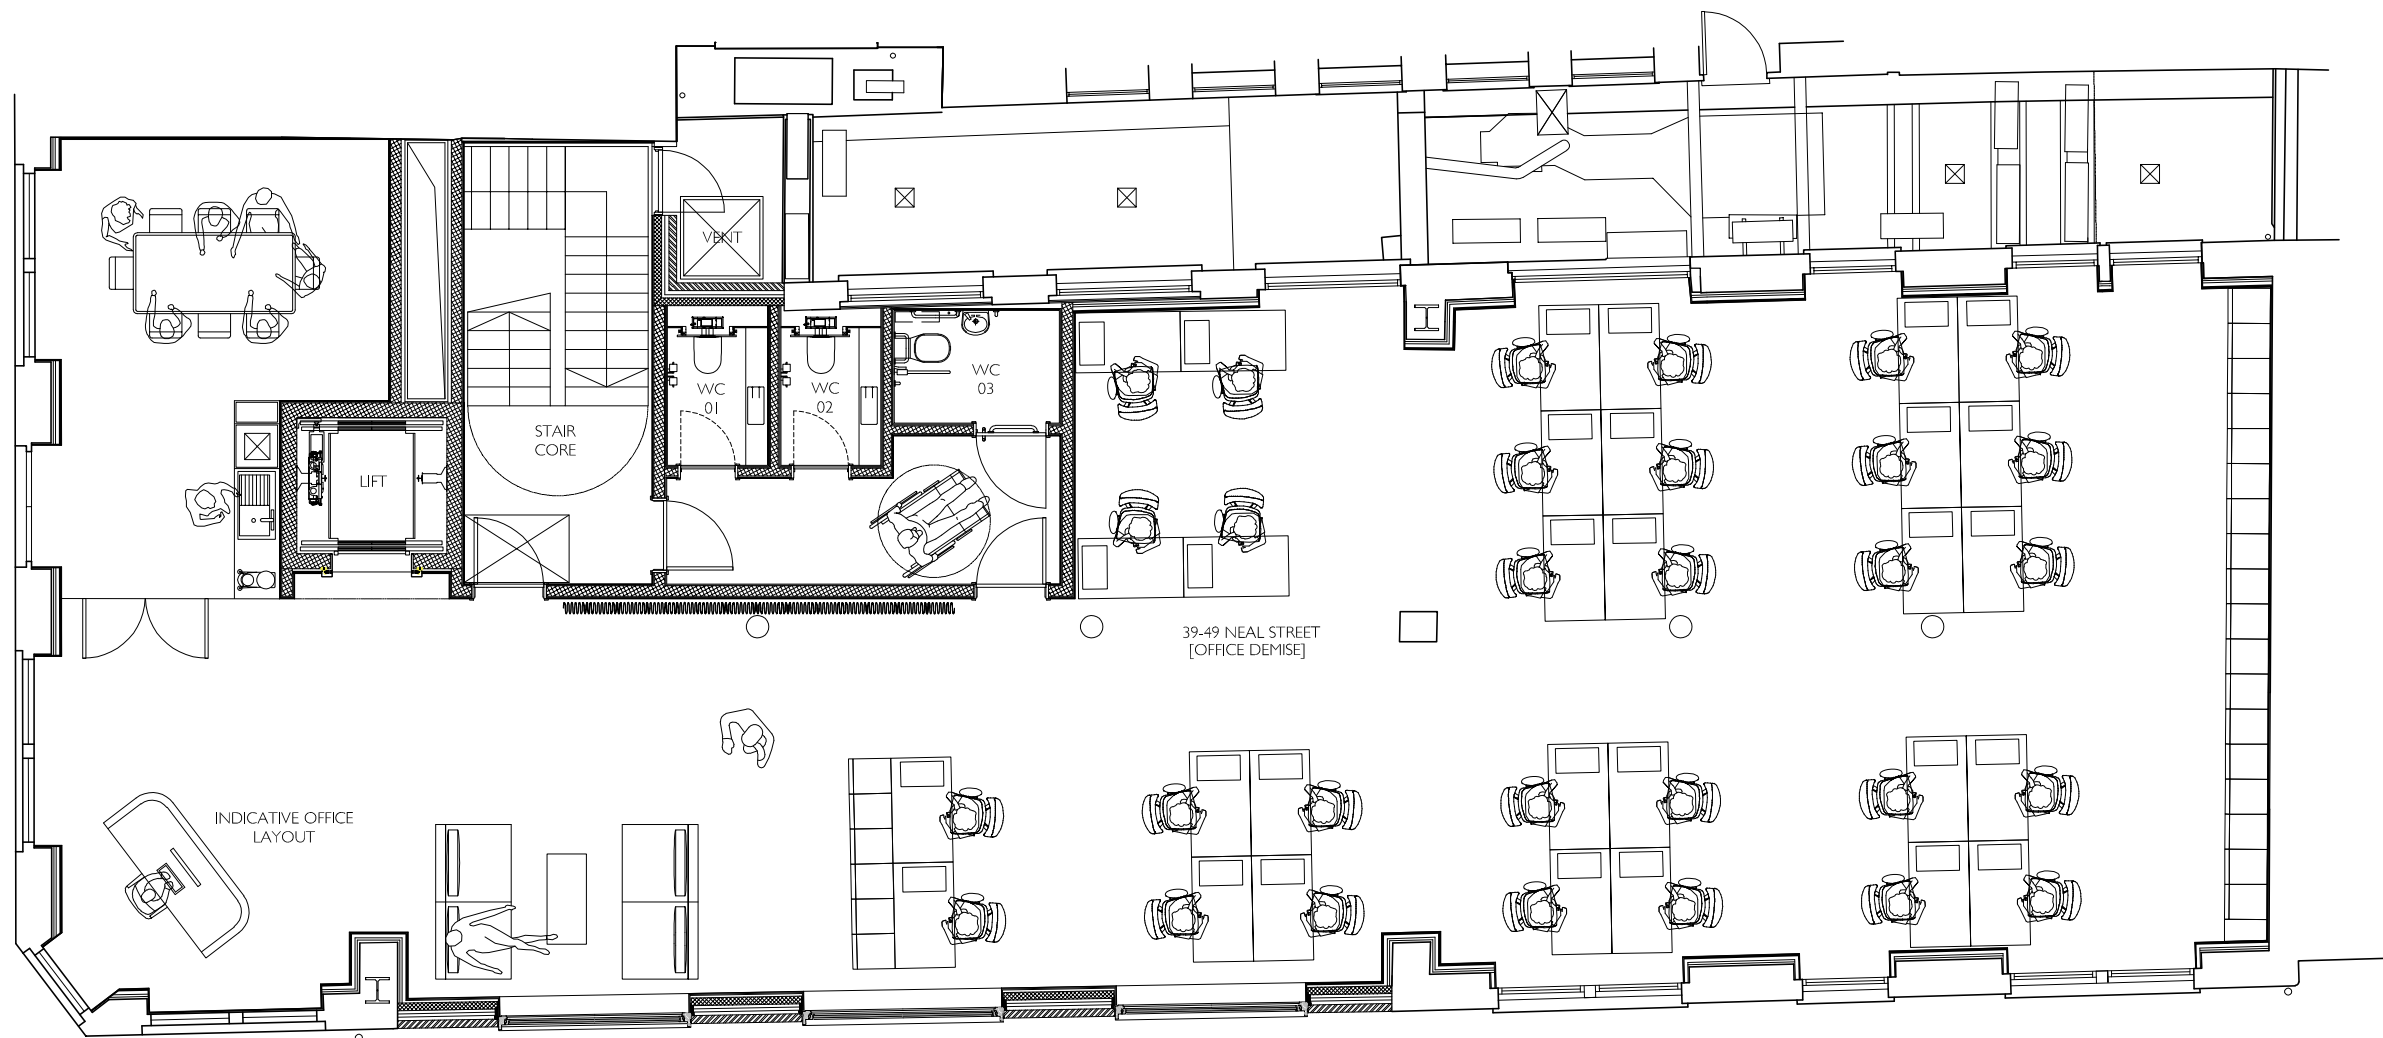 VENT
WC
01
WC
02
WC
03
STAIR
CORE
LIFT
39-49 NEAL STREET
[OFFICE DEMISE]
INDICATIVE OFFICE
LAYOUT